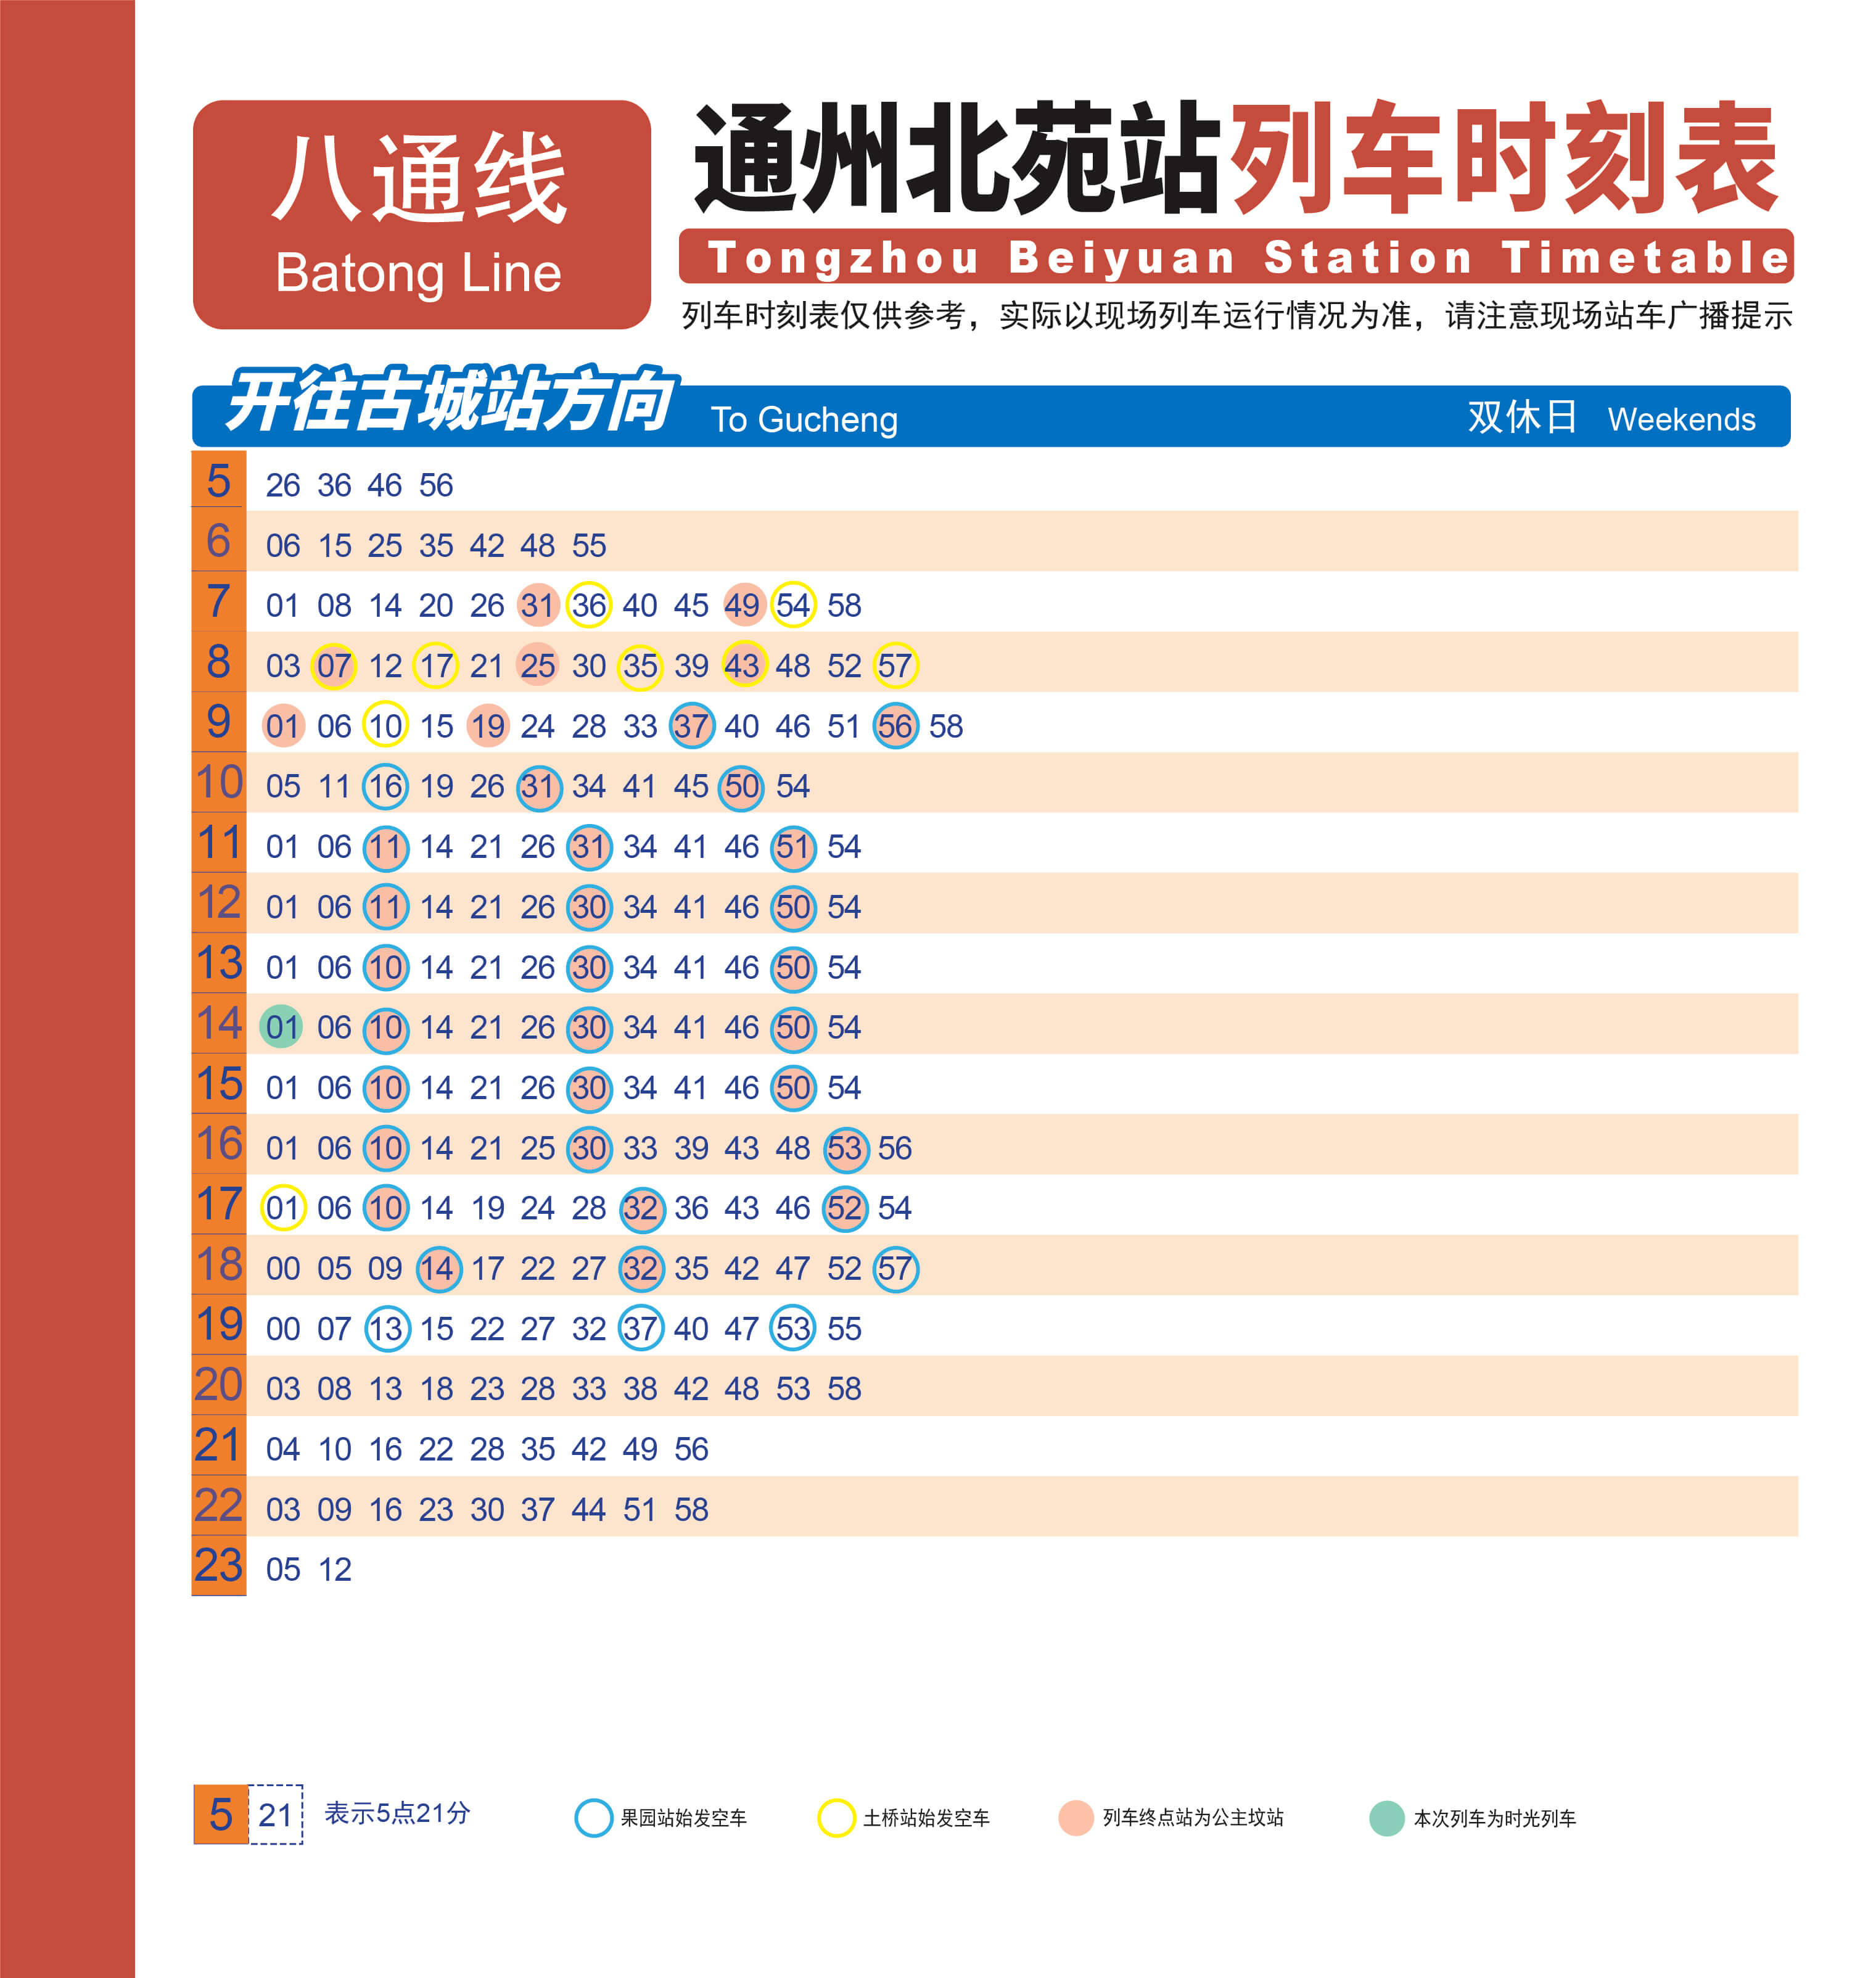 八通线
Batong Line
通州北苑站列车时刻表
Tongzhou Beiyuan Station Timetable
列车时刻表仅供参考，实际以现场列车运行情况为准，请注意现场站车广播提示
开往古城站方向 To Gucheng 双休日 Weekends
5 26 36 46 56
6 06 15 25 35 42 48 55
7 01 08 14 20 26 31 36 40 45 49 54 58
8 03 07 12 17 21 25 30 35 39 43 48 52 57
9 01 06 10 15 19 24 28 33 37 40 46 51 56 58
10 05 11 16 19 26 31 34 41 45 50 54
11 01 06 11 14 21 26 31 34 41 46 51 54
12 01 06 11 14 21 26 30 34 41 46 50 54
13 01 06 10 14 21 26 30 34 41 46 50 54
14 01 06 10 14 21 26 30 34 41 46 50 54
15 01 06 10 14 21 26 30 34 41 46 50 54
16 01 06 10 14 21 25 30 33 39 43 48 53 56
17 01 06 10 14 19 24 28 32 36 43 46 52 54
18 00 05 09 14 17 22 27 32 35 42 47 52 57
19 00 07 13 15 22 27 32 37 40 47 53 55
20 03 08 13 18 23 28 33 38 42 48 53 58
21 04 10 16 22 28 35 42 49 56
22 03 09 16 23 30 37 44 51 58
23 05 12
5 21 表示5点21分 果园站始发空车 土桥站始发空车 列车终点站为公主坟站 本次列车为时光列车